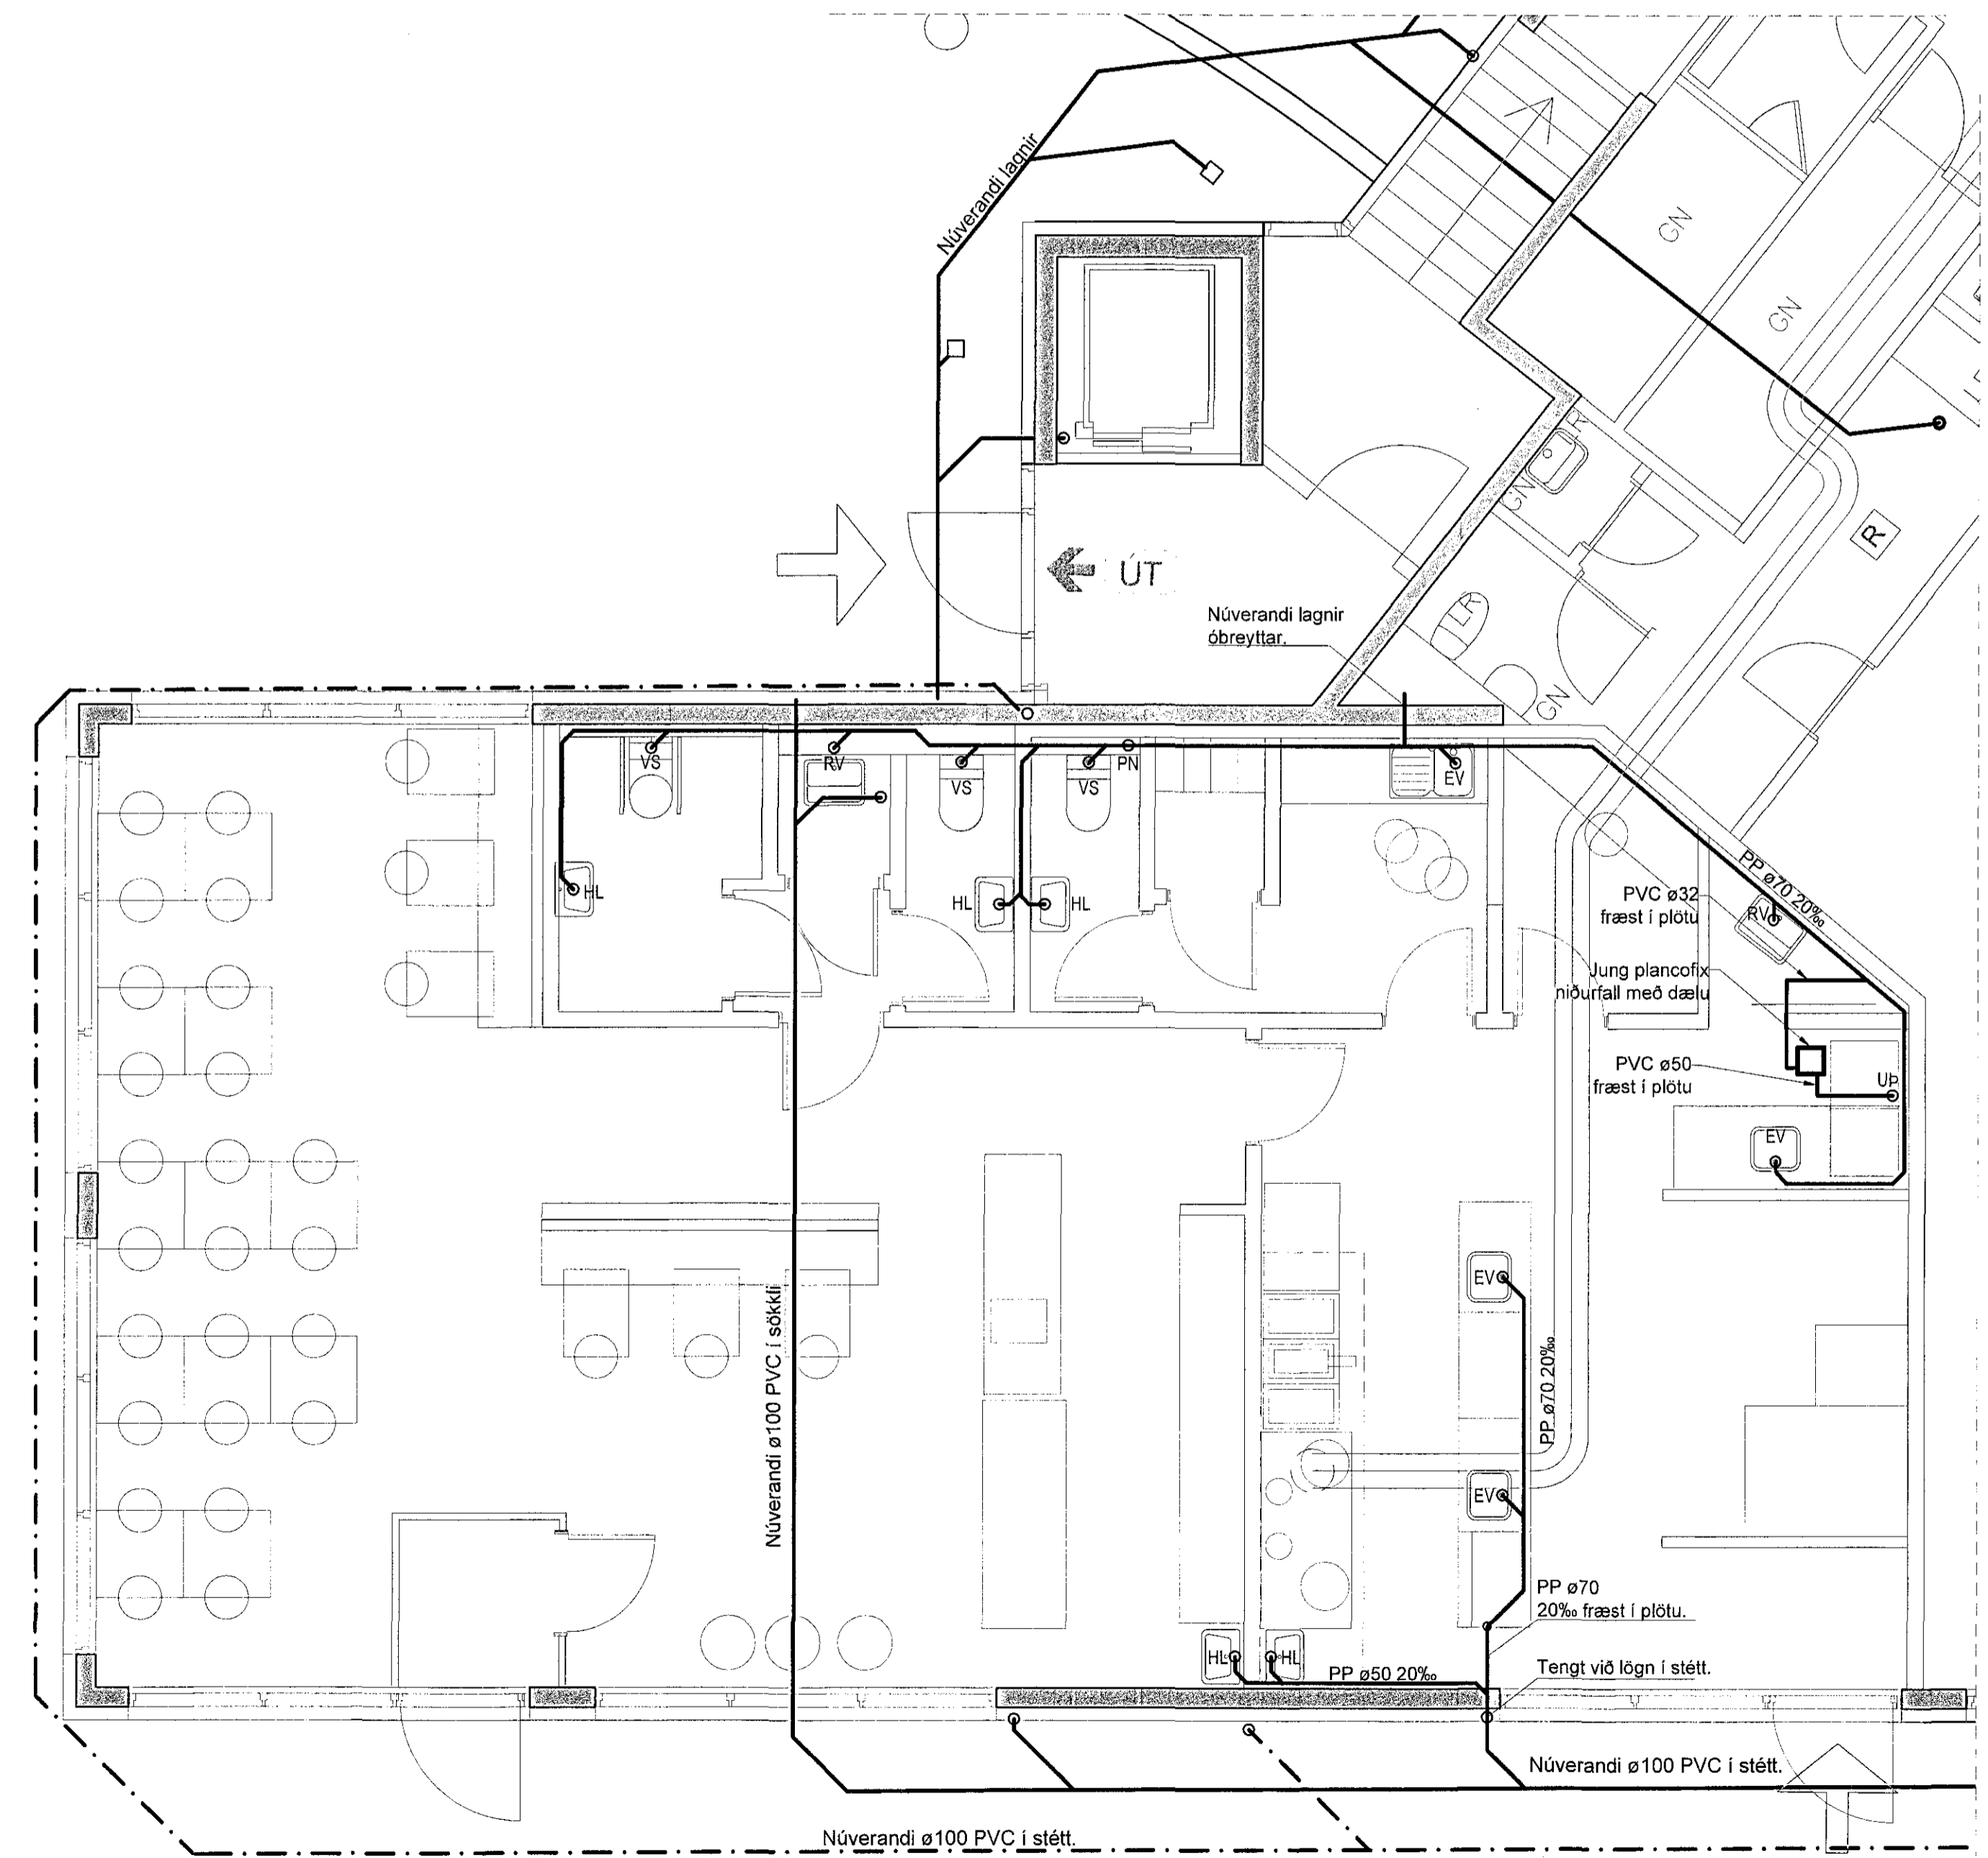 Núverandi lagnir
GN
GN
R
GN
ÚT
Núverandi lagnir
óbreyttar.
GN
VS
RV
VS
VS
PN
EV
HL
HL
HL
PP ø70 20‰
PVC ø32
fræst í plötu
RV
Jung plancofix
niðurfall með dælu
PVC ø50
fræst í plötu
EV
EV
PP ø70 20‰
Núverandi ø100 PVC í sökkli
EV
PP ø70
20‰ fræst í plötu.
HL
HL
PP ø50 20‰
Tengt við lögn í stétt.
Núverandi ø100 PVC í stétt.
Núverandi ø100 PVC í stétt.